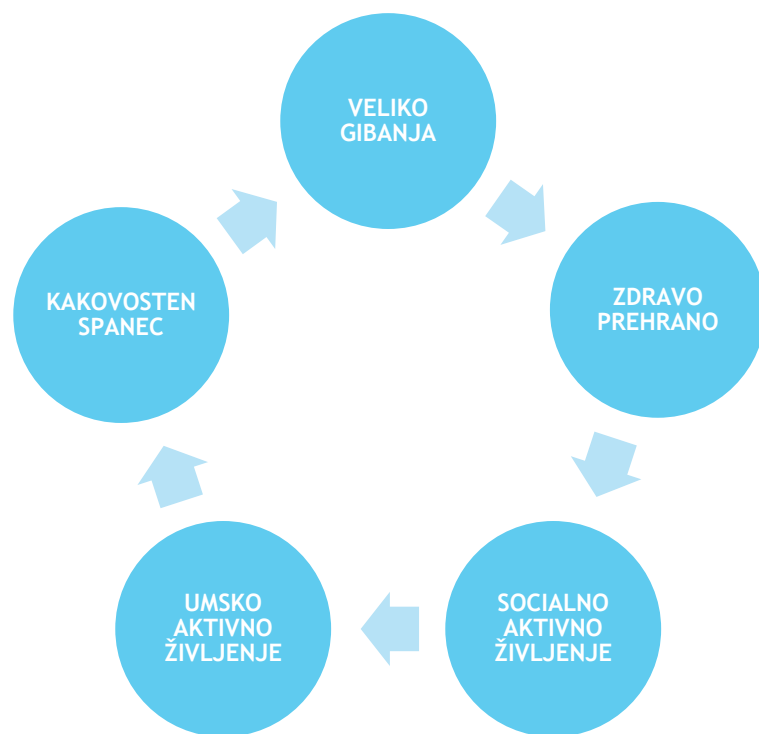 VELIKO
GIBANJA
ZDRAVO
PREHRANO
SOCIALNO
AKTIVNO
ŽIVLJENJE
UMSKO
AKTIVNO
ŽIVLJENJE
KAKOVOSTEN
SPANEC